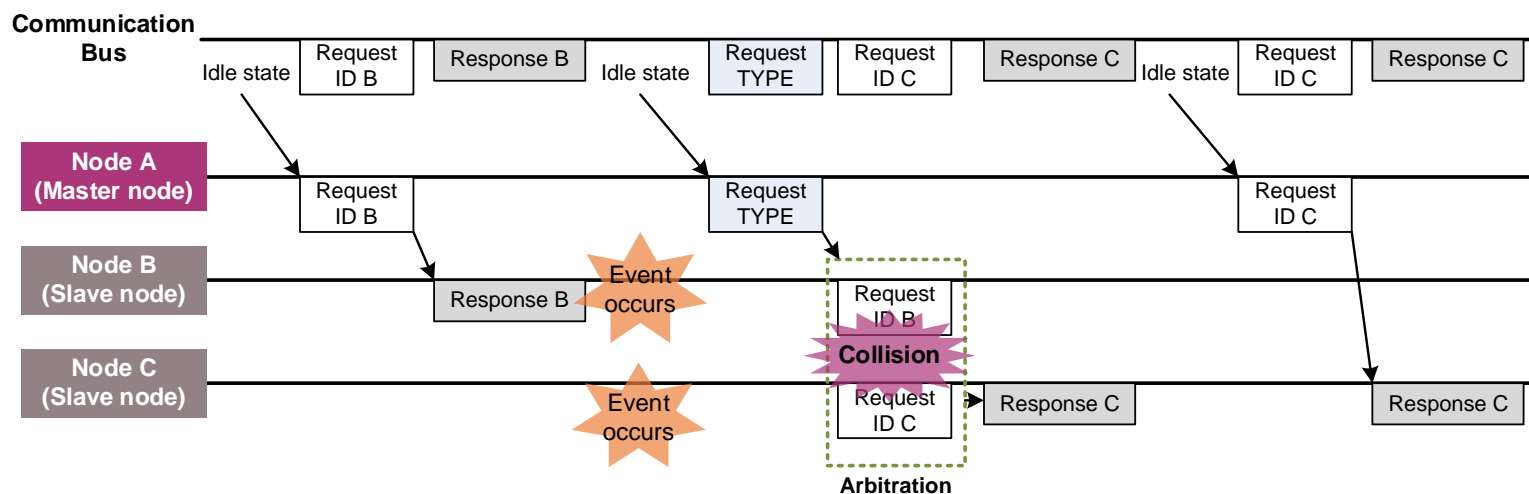 Communication
Bus
Idle state
Request
ID B
Response B
Idle state
Request
TYPE
Request
ID C
Response C
Idle state
Request
ID C
Response C
Node A
(Master node)
Request
ID B
Request
TYPE
Request
ID C
Node B
(Slave node)
Response B
Event
occurs
Request
ID B
Collision
Node C
(Slave node)
Event
occurs
Request
ID C
Response C
Response C
Arbitration